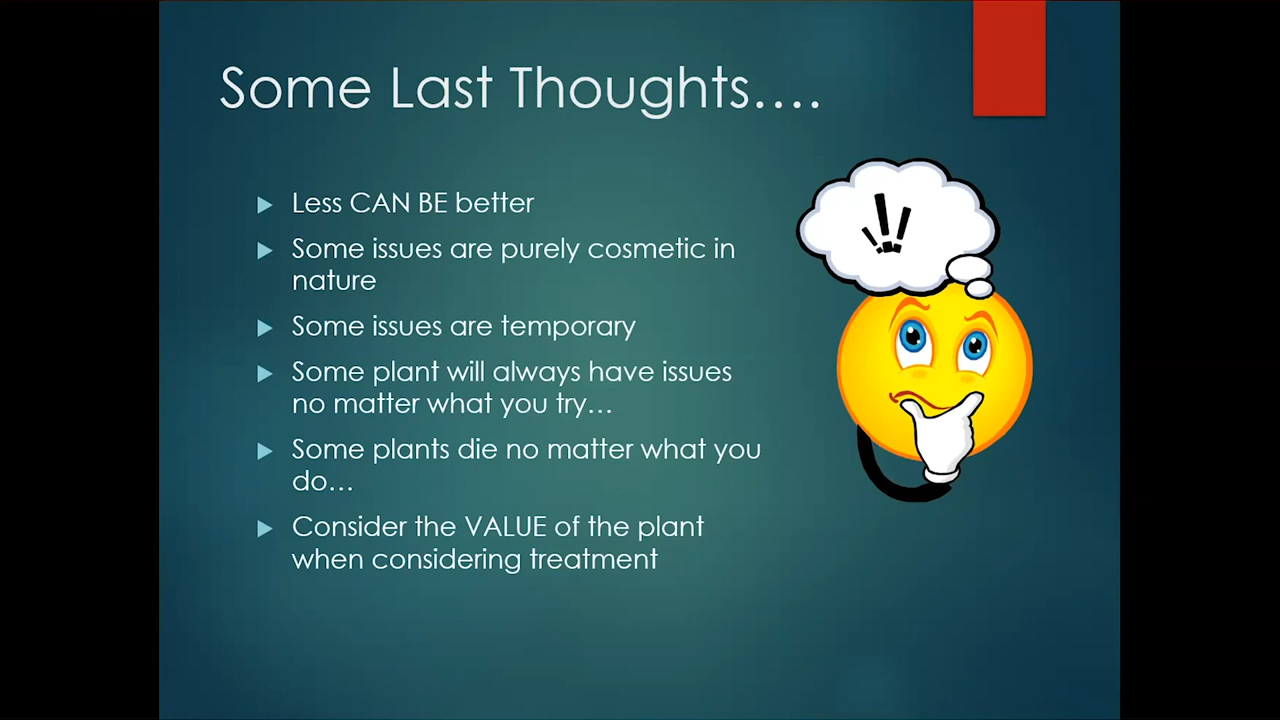 Some Last Thoughts....
Less CAN BE better
Some issues are purely cosmetic in
nature
Some issues are temporary
Some plant will always have issues
no matter what you try...
Some plants die no matter what you
do...
Consider the VALUE of the plant
when considering treatment
!!!